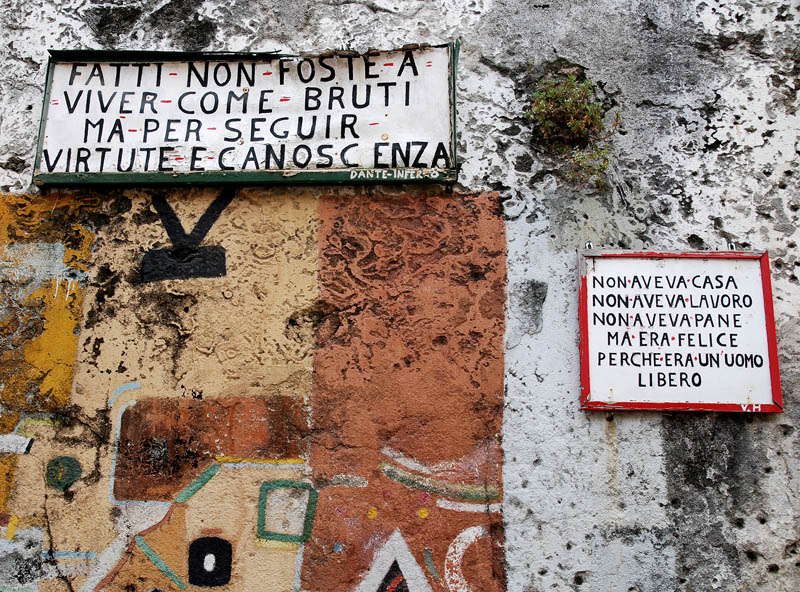 FATTI-NON-FOSTE-A
VIVER-COME-BRUTI
MA-PER-SEGUIR-
VIRTUTE-E-CANOSCENZA
DANTE-INFER-8
NON·AVEVA·CASA
NON·AVEVA·LAVORO
NON·AVEVA·PANE
MA·ERA·FELICE
PERCHE·ERA·UN'UOMO
LIBERO
V.H